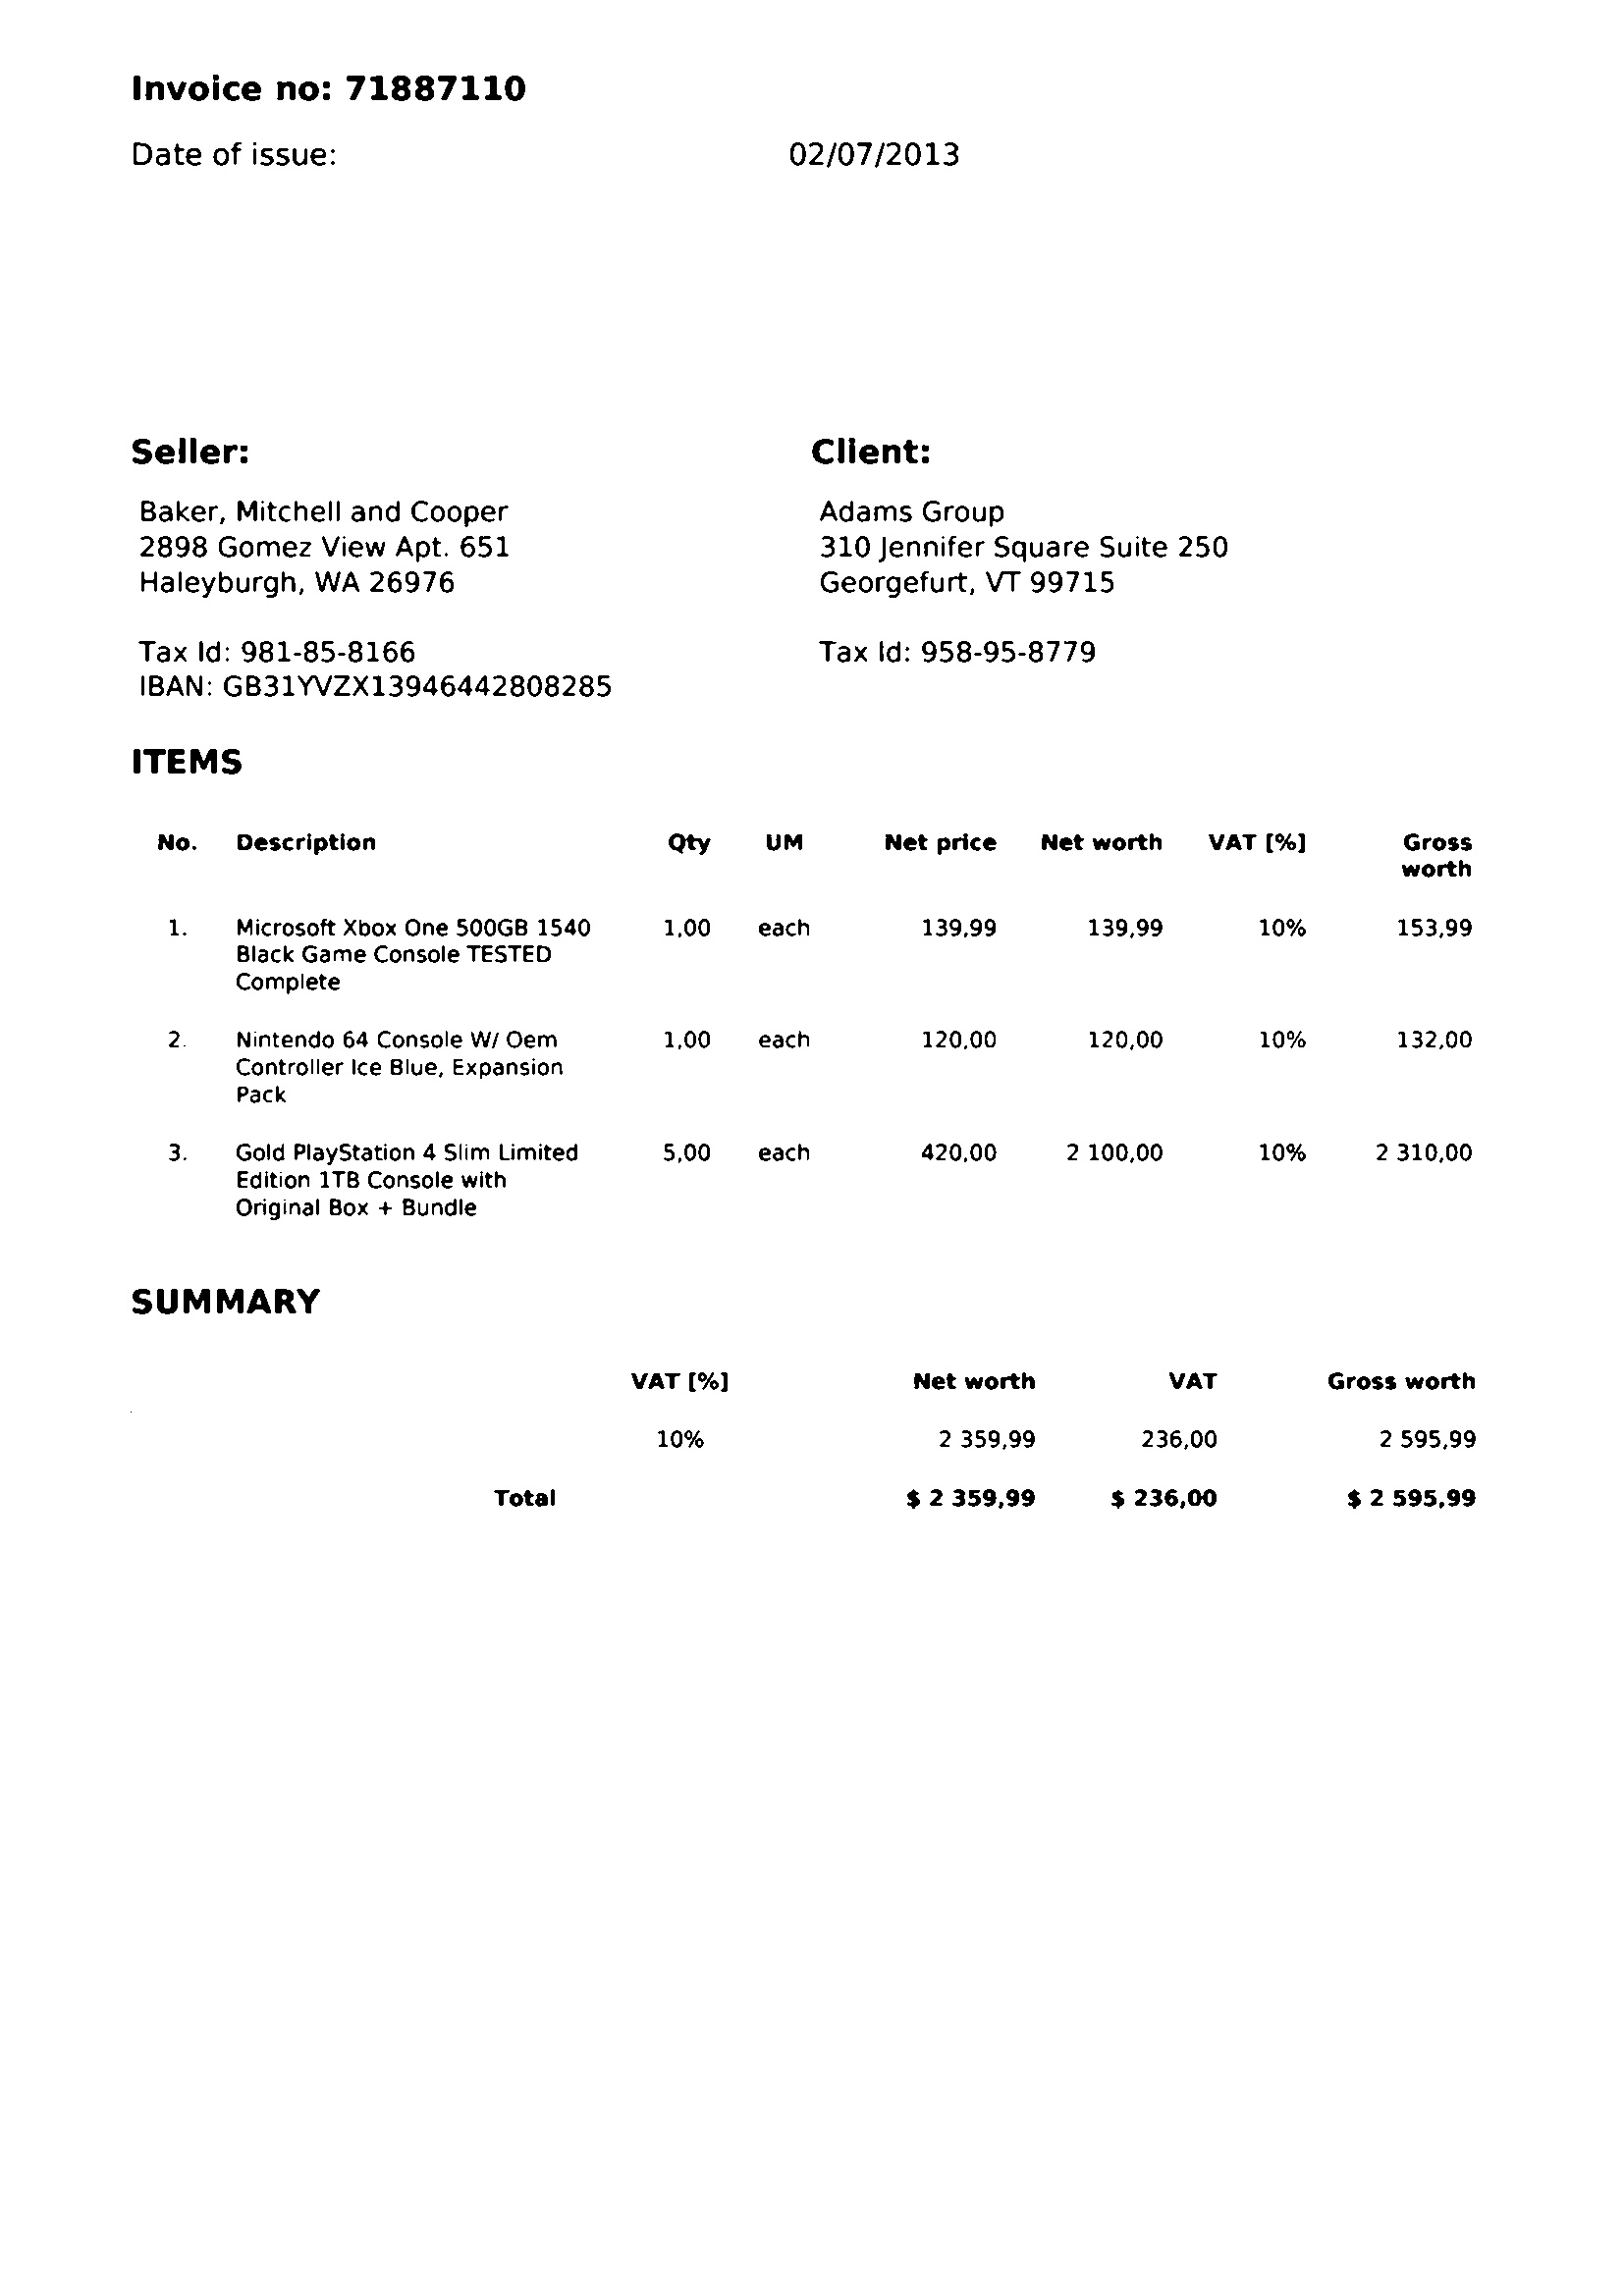 Invoice no: 71887110
Date of issue: 02/07/2013
Seller: Client:
Baker, Mitchell and Cooper Adams Group
2898 Gomez View Apt. 651 310 Jennifer Square Suite 250
Haleyburgh, WA 26976 Georgefurt, VT 99715
Tax Id: 981-85-8166 Tax Id: 958-95-8779
IBAN: GB31YVZX13946442808285
ITEMS
No. Description Qty UM Net price Net worth VAT [%] Gross
worth
1. Microsoft Xbox One 500GB 1540 1,00 each 139,99 139,99 10% 153,99
Black Game Console TESTED
Complete
2. Nintendo 64 Console W/ Oem 1,00 each 120,00 120,00 10% 132,00
Controller Ice Blue, Expansion
Pack
3. Gold PlayStation 4 Slim Limited 5,00 each 420,00 2 100,00 10% 2 310,00
Edition 1TB Console with
Original Box + Bundle
SUMMARY
VAT [%] Net worth VAT Gross worth
10% 2 359,99 236,00 2 595,99
Total $ 2 359,99 $ 236,00 $ 2 595,99